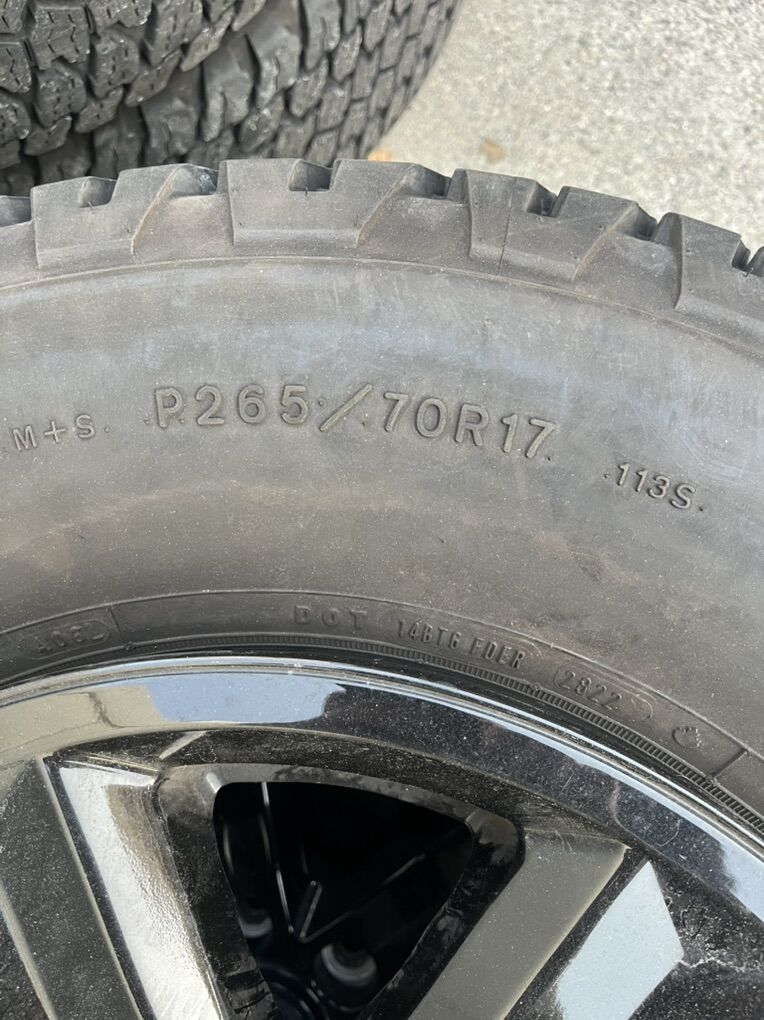 M+S P265/70R17 113S
DOT 14BT6 FDER 2822